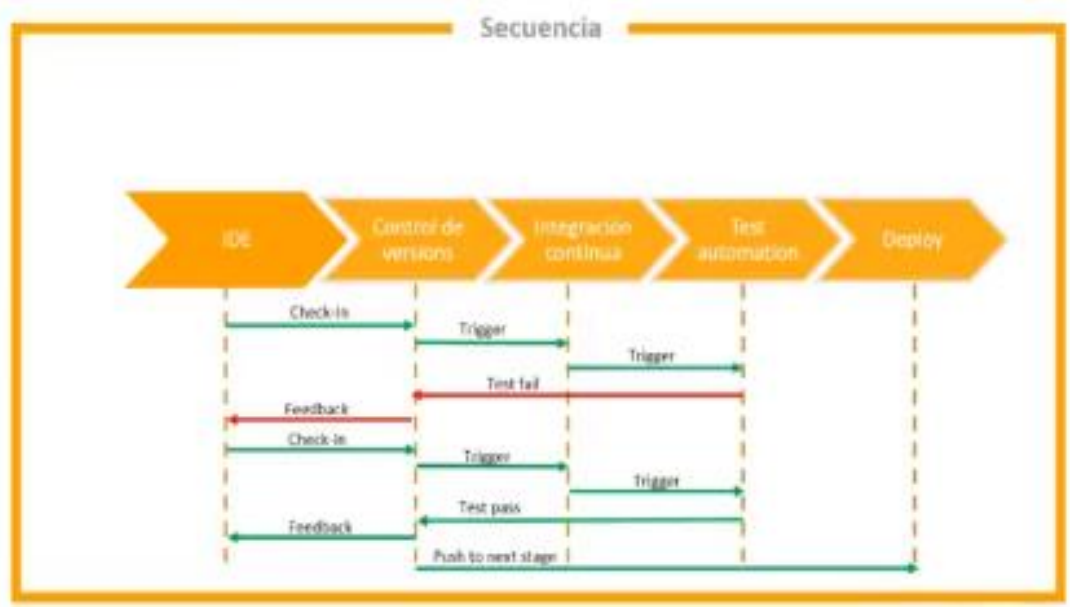 Secuencia
IDE
Control de
versions
Integración
continua
Test
automation
Deploy
Check-in
Trigger
Trigger
Test fail
Feedback
Check-in
Trigger
Trigger
Test pass
Feedback
Push to next stage